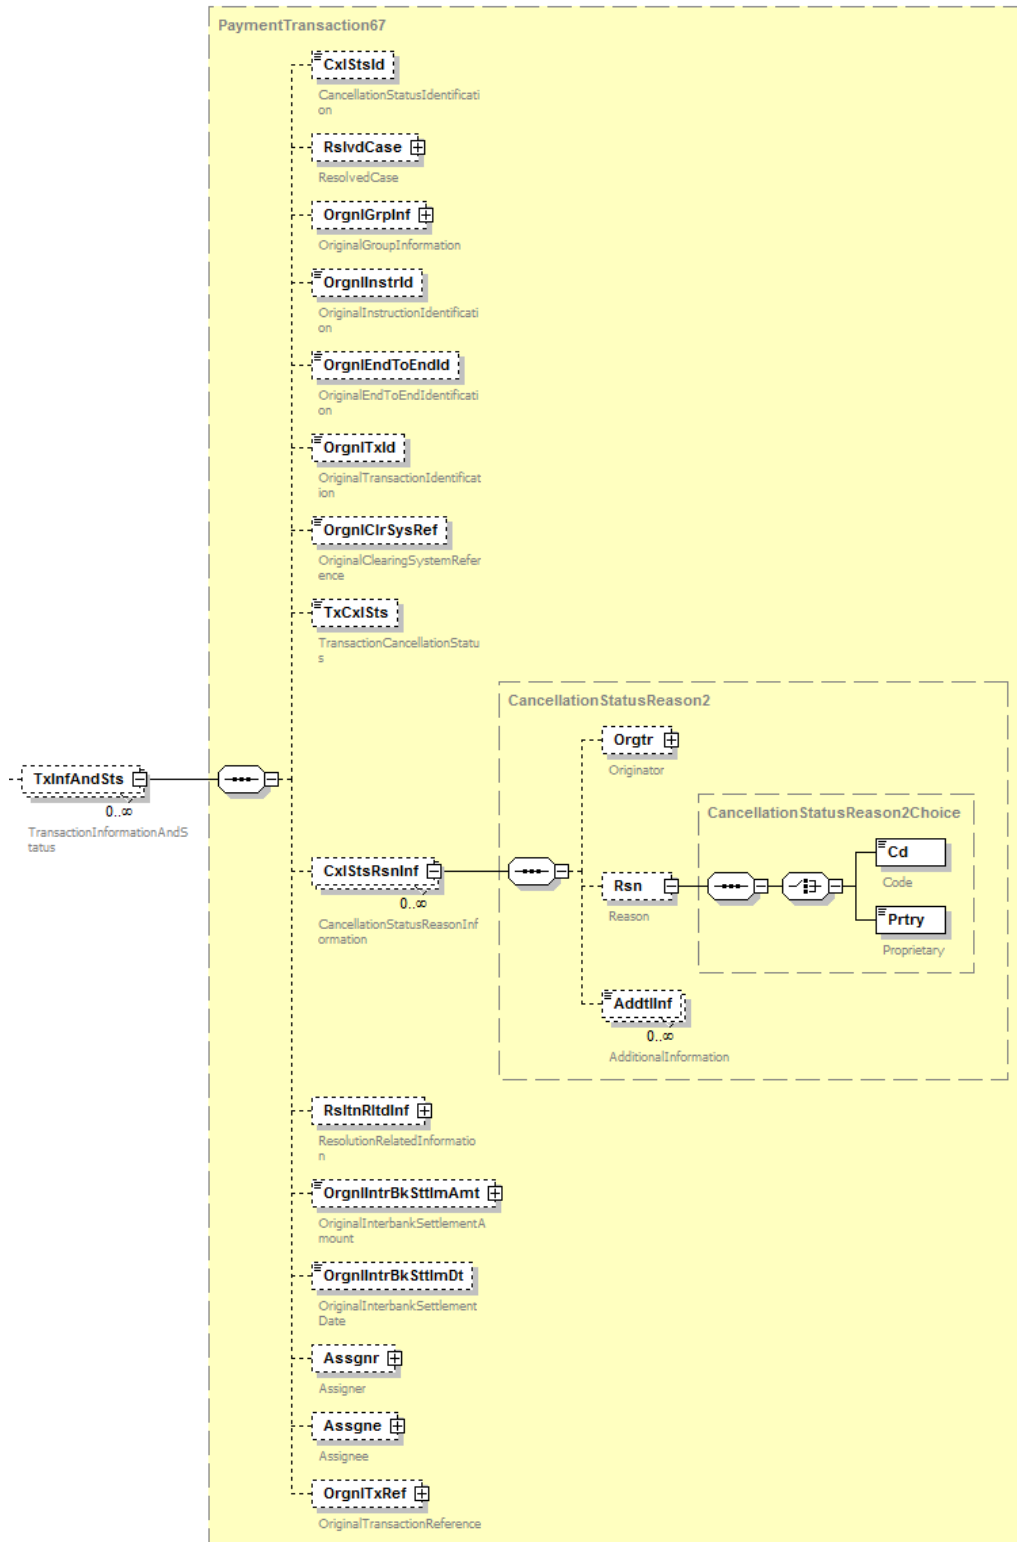 PaymentTransaction67
CxlStsId
CancellationStatusIdentificati
on
RslvdCase
ResolvedCase
OrgnlGrpInf
OriginalGroupInformation
OrgnlInstrId
OriginalInstructionIdentificati
on
OrgnlEndToEndId
OriginalEndToEndIdentificati
on
OrgnlTxId
OriginalTransactionIdentificat
ion
OrgnlClrSysRef
OriginalClearingSystemRefer
ence
TxCxlSts
TransactionCancellationStatu
s
TxInfAndSts
0..∞
TransactionInformationAndS
tatus
CxlStsRsnInf
0..∞
CancellationStatusReasonInf
ormation
CancellationStatusReason2
Orgtr
Originator
Rsn
Reason
CancellationStatusReason2Choice
Cd
Code
Prtry
Proprietary
AddtlInf
0..∞
AdditionalInformation
RsltnRltdInf
ResolutionRelatedInformatio
n
OrgnlIntrBkSttlmAmt
OriginalInterbankSettlementA
mount
OrgnlIntrBkSttlmDt
OriginalInterbankSettlement
Date
Assgnr
Assigner
Assgne
Assignee
OrgnlTxRef
OriginalTransactionReference